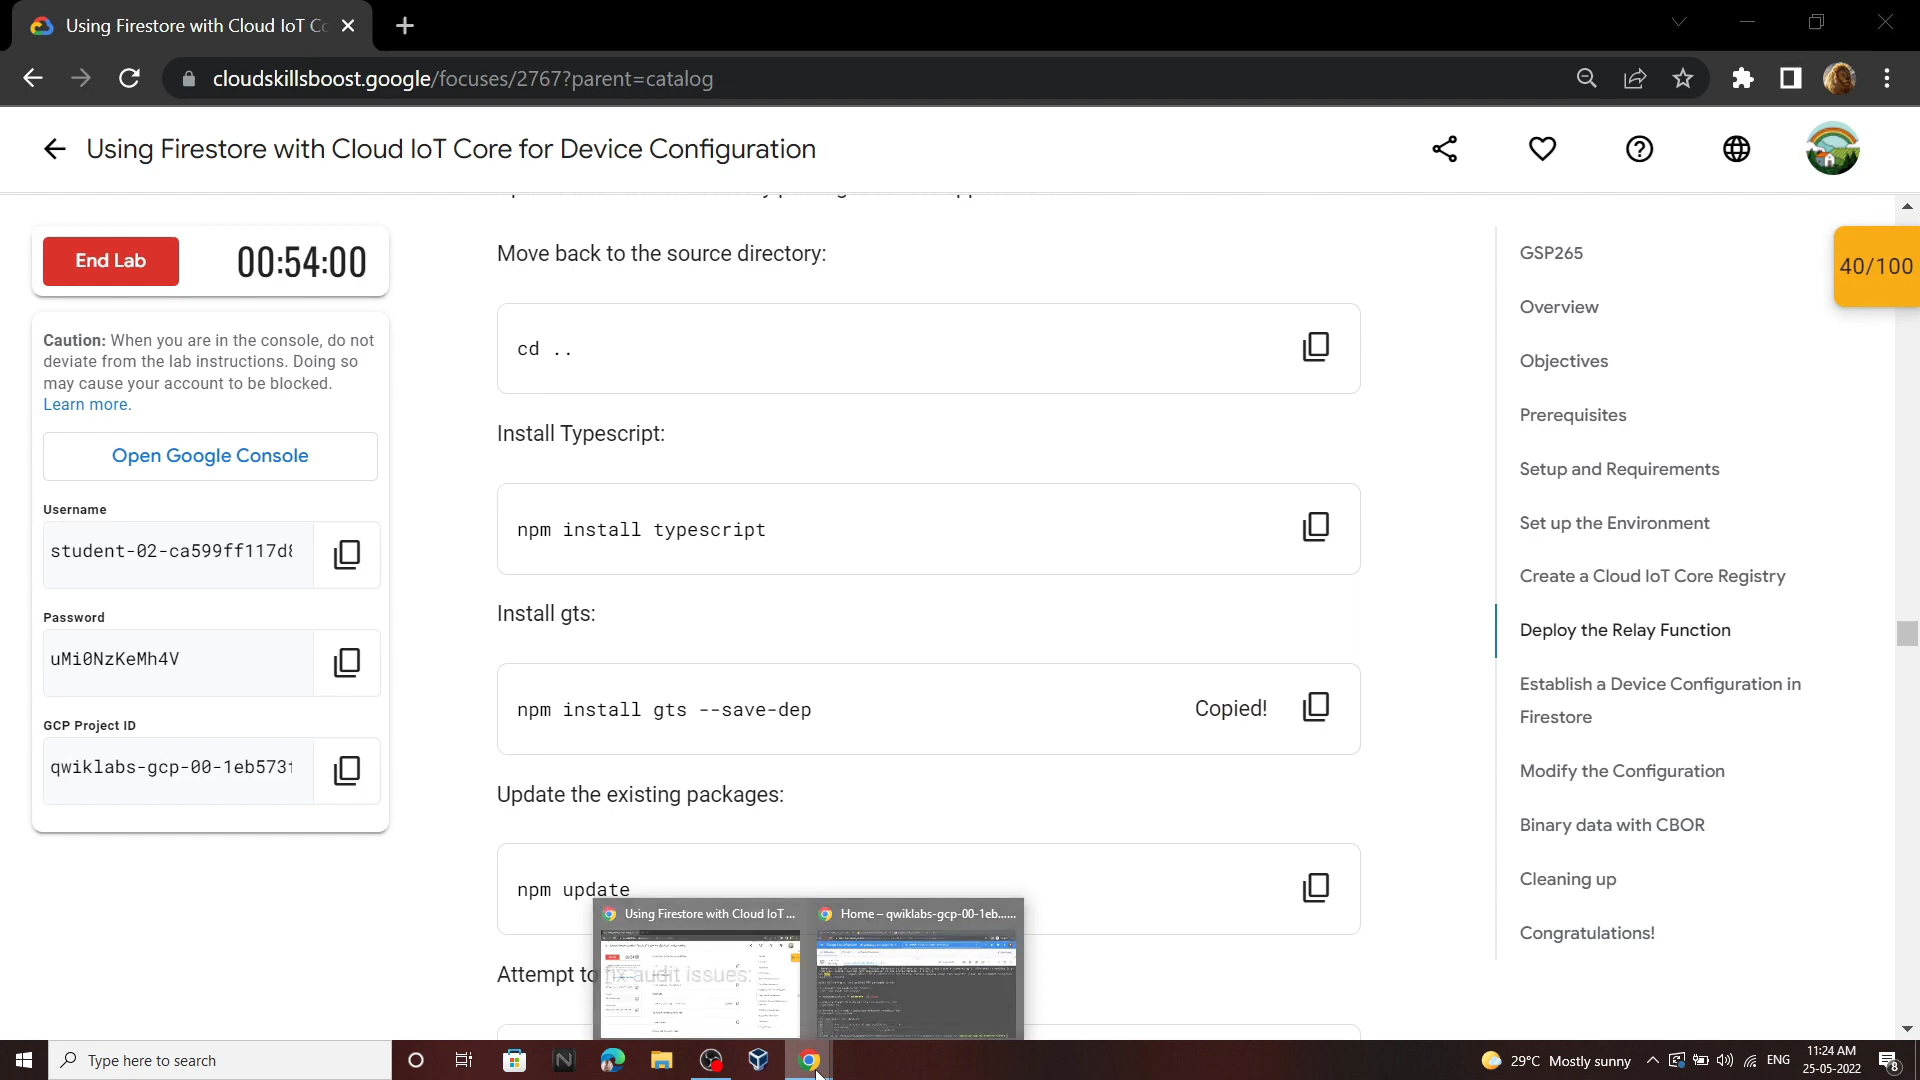 Using Firestore with Cloud IoT Co
cloudskillsboost.google/focuses/2767?parent=catalog
Using Firestore with Cloud IoT Core for Device Configuration
End Lab
00:54:00
Caution: When you are in the console, do not
deviate from the lab instructions. Doing so
may cause your account to be blocked.
Learn more.
Open Google Console
Username
student-02-ca599ff117d8
Password
uMi0NzKeMh4V
GCP Project ID
qwiklabs-gcp-00-1eb573f
Move back to the source directory:
cd ..
Install Typescript:
npm install typescript
Install gts:
npm install gts --save-dep
Copied!
Update the existing packages:
npm update
Attempt to fix audit issues:
Using Firestore with Cloud IoT ...
Home – qwiklabs-gcp-00-1eb......
GSP265
Overview
Objectives
Prerequisites
Setup and Requirements
Set up the Environment
Create a Cloud IoT Core Registry
Deploy the Relay Function
Establish a Device Configuration in
Firestore
Modify the Configuration
Binary data with CBOR
Cleaning up
Congratulations!
40/100
Type here to search
29°C Mostly sunny
ENG
11:24 AM
25-05-2022
8